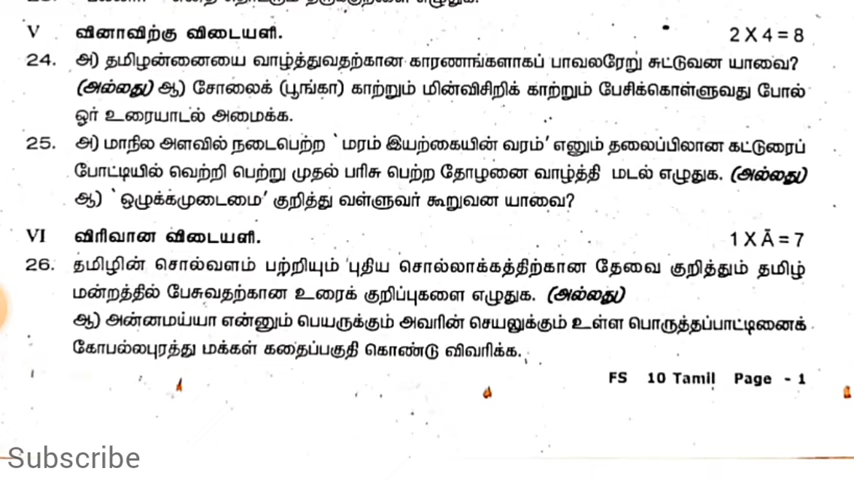 V வினாவிற்கு விடையளி. 2 X 4 = 8
24. அ) தமிழன்னையை வாழ்த்துவதற்கான காரணங்களாகப் பாவலரேறு சுட்டுவன யாவை?
(அல்லது) ஆ) சோலைக் (பூங்கா) காற்றும் மின்விசிறிக் காற்றும் பேசிக்கொள்ளுவது போல்
ஓர் உரையாடல் அமைக்க.
25. அ) மாநில அளவில் நடைபெற்ற ‘மரம் இயற்கையின் வரம்’ எனும் தலைப்பிலான கட்டுரைப்
போட்டியில் வெற்றி பெற்று முதல் பரிசு பெற்ற தோழனை வாழ்த்தி மடல் எழுதுக. (அல்லது)
ஆ) ‘ஒழுக்கமுடைமை’ குறித்து வள்ளுவர் கூறுவன யாவை?
VI விரிவான விடையளி. 1 X Ā = 7
26. தமிழின் சொல்வளம் பற்றியும் புதிய சொல்லாக்கத்திற்கான தேவை குறித்தும் தமிழ்
மன்றத்தில் பேசுவதற்கான உரைக் குறிப்புகளை எழுதுக. (அல்லது)
ஆ) அன்னமய்யா என்னும் பெயருக்கும் அவரின் செயலுக்கும் உள்ள பொருத்தப்பாட்டினைக்
கோபல்லபுரத்து மக்கள் கதைப்பகுதி கொண்டு விவரிக்க.
FS 10 Tamil Page - 1
Subscribe